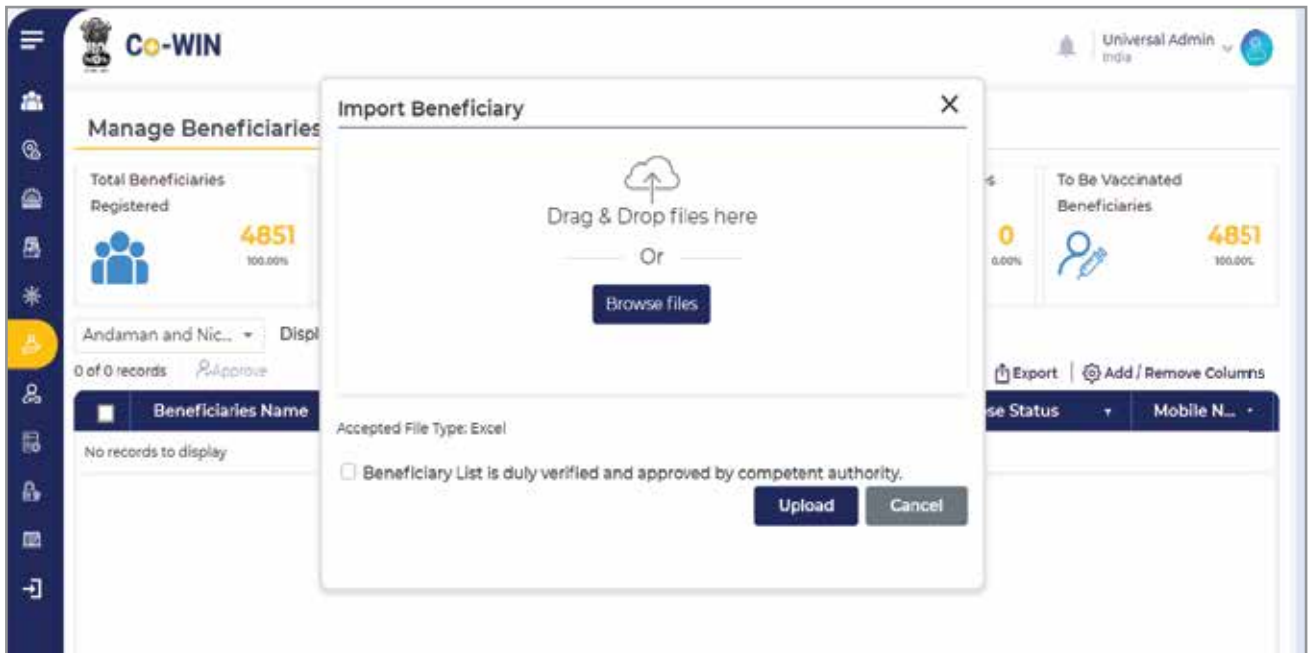 Co-WIN
Universal Admin
India
Manage Beneficiaries
Import Beneficiary
Total Beneficiaries
Registered
4851
100.00%
0
0.00%
To Be Vaccinated
Beneficiaries
4851
100.00%
Drag & Drop files here
Or
Browse files
Andaman and Nic...
0 of 0 records
Approve
Export
Add / Remove Columns
Beneficiaries Name
Status
Mobile N...
No records to display
Accepted File Type: Excel
Beneficiary List is duly verified and approved by competent authority.
Upload
Cancel